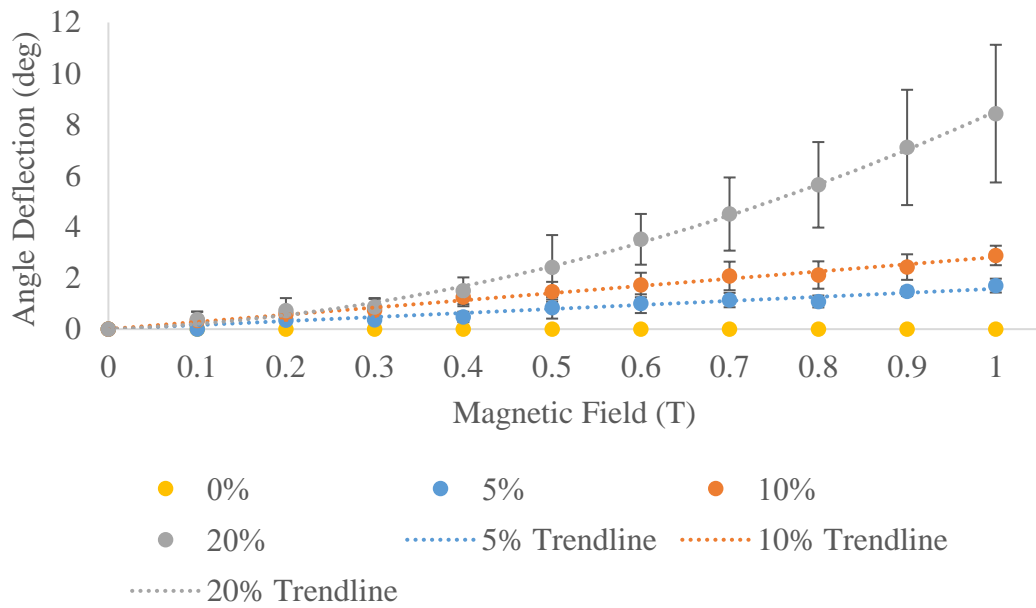 12
10
8
6
4
2
0
Angle Deflection (deg)
0 0.1 0.2 0.3 0.4 0.5 0.6 0.7 0.8 0.9 1
Magnetic Field (T)
0% 5% 10%
20% 5% Trendline 10% Trendline
20% Trendline